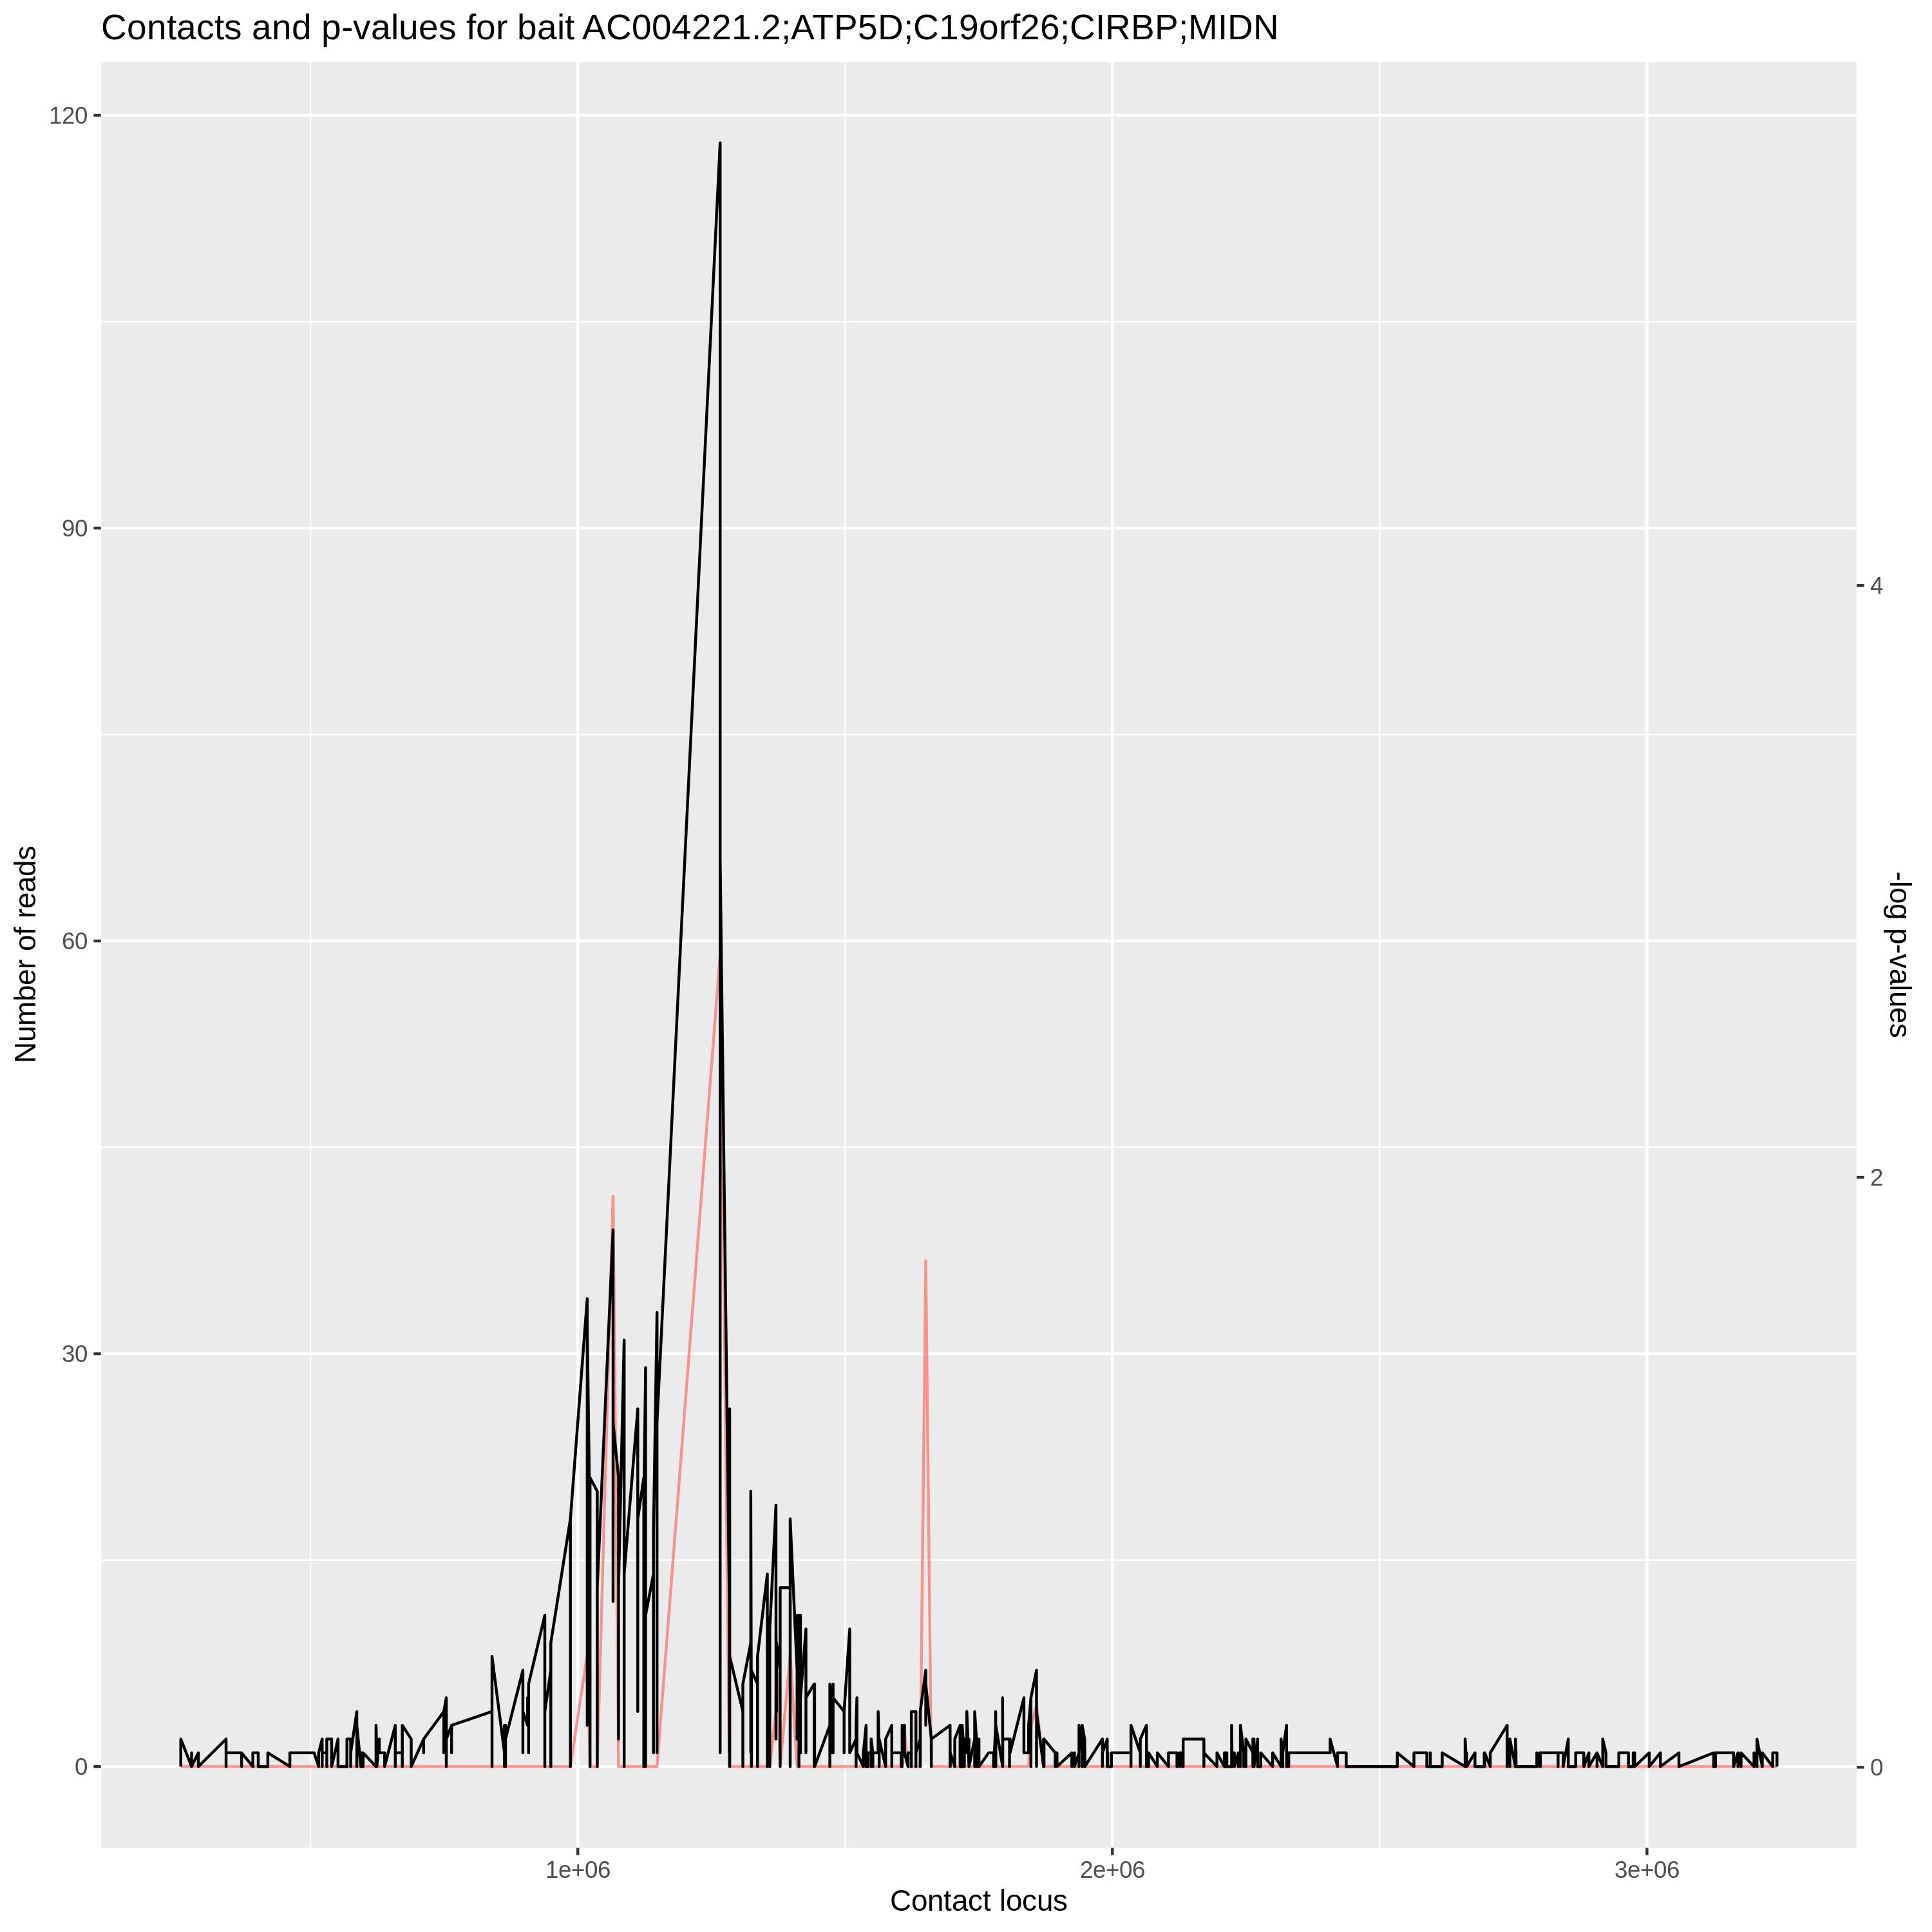 Contacts and p-values for bait AC004221.2;ATP5D;C19orf26;CIRBP;MIDN
120
90
60
30
0
Number of reads
4
2
0
-log p-values
1e+06
2e+06
3e+06
Contact locus